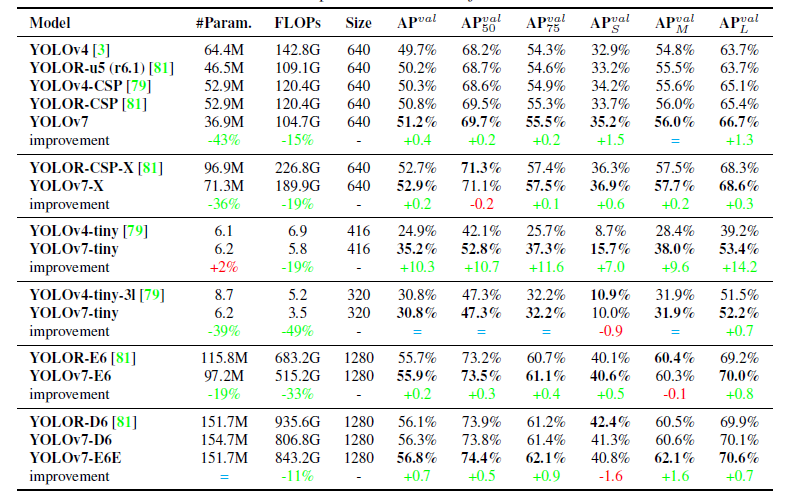 Model #Param. FLOPs Size AP^val AP_50^val AP_75^val AP_S^val AP_M^val AP_L^val
YOLOv4 [3] 64.4M 142.8G 640 49.7% 68.2% 54.3% 32.9% 54.8% 63.7%
YOLOR-u5 (r6.1) [81] 46.5M 109.1G 640 50.2% 68.7% 54.6% 33.2% 55.5% 63.7%
YOLOv4-CSP [79] 52.9M 120.4G 640 50.3% 68.6% 54.9% 34.2% 55.6% 65.1%
YOLOR-CSP [81] 52.9M 120.4G 640 50.8% 69.5% 55.3% 33.7% 56.0% 65.4%
YOLOv7 36.9M 104.7G 640 51.2% 69.7% 55.5% 35.2% 56.0% 66.7%
improvement -43% -15% - +0.4 +0.2 +0.2 +1.5 = +1.3
YOLOR-CSP-X [81] 96.9M 226.8G 640 52.7% 71.3% 57.4% 36.3% 57.5% 68.3%
YOLOv7-X 71.3M 189.9G 640 52.9% 71.1% 57.5% 36.9% 57.7% 68.6%
improvement -36% -19% - +0.2 -0.2 +0.1 +0.6 +0.2 +0.3
YOLOv4-tiny [79] 6.1 6.9 416 24.9% 42.1% 25.7% 8.7% 28.4% 39.2%
YOLOv7-tiny 6.2 5.8 416 35.2% 52.8% 37.3% 15.7% 38.0% 53.4%
improvement +2% -19% - +10.3 +10.7 +11.6 +7.0 +9.6 +14.2
YOLOv4-tiny-3l [79] 8.7 5.2 320 30.8% 47.3% 32.2% 10.9% 31.9% 51.5%
YOLOv7-tiny 6.2 3.5 320 30.8% 47.3% 32.2% 10.0% 31.9% 52.2%
improvement -39% -49% - = = = -0.9 = +0.7
YOLOR-E6 [81] 115.8M 683.2G 1280 55.7% 73.2% 60.7% 40.1% 60.4% 69.2%
YOLOv7-E6 97.2M 515.2G 1280 55.9% 73.5% 61.1% 40.6% 60.3% 70.0%
improvement -19% -33% - +0.2 +0.3 +0.4 +0.5 -0.1 +0.8
YOLOR-D6 [81] 151.7M 935.6G 1280 56.1% 73.9% 61.2% 42.4% 60.5% 69.9%
YOLOv7-D6 154.7M 806.8G 1280 56.3% 73.8% 61.4% 41.3% 60.6% 70.1%
YOLOv7-E6E 151.7M 843.2G 1280 56.8% 74.4% 62.1% 40.8% 62.1% 70.6%
improvement = -11% - +0.7 +0.5 +0.9 -1.6 +1.6 +0.7